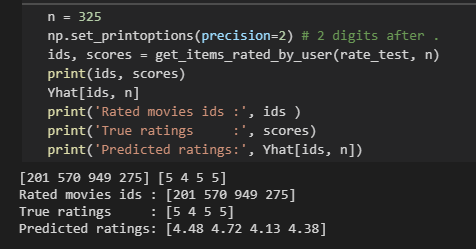 n = 325
np.set_printoptions(precision=2) # 2 digits after .
ids, scores = get_items_rated_by_user(rate_test, n)
print(ids, scores)
Yhat[ids, n]
print('Rated movies ids :', ids )
print('True ratings     :', scores)
print('Predicted ratings:', Yhat[ids, n])
[201 570 949 275] [5 4 5 5]
Rated movies ids : [201 570 949 275]
True ratings     : [5 4 5 5]
Predicted ratings: [4.48 4.72 4.13 4.38]